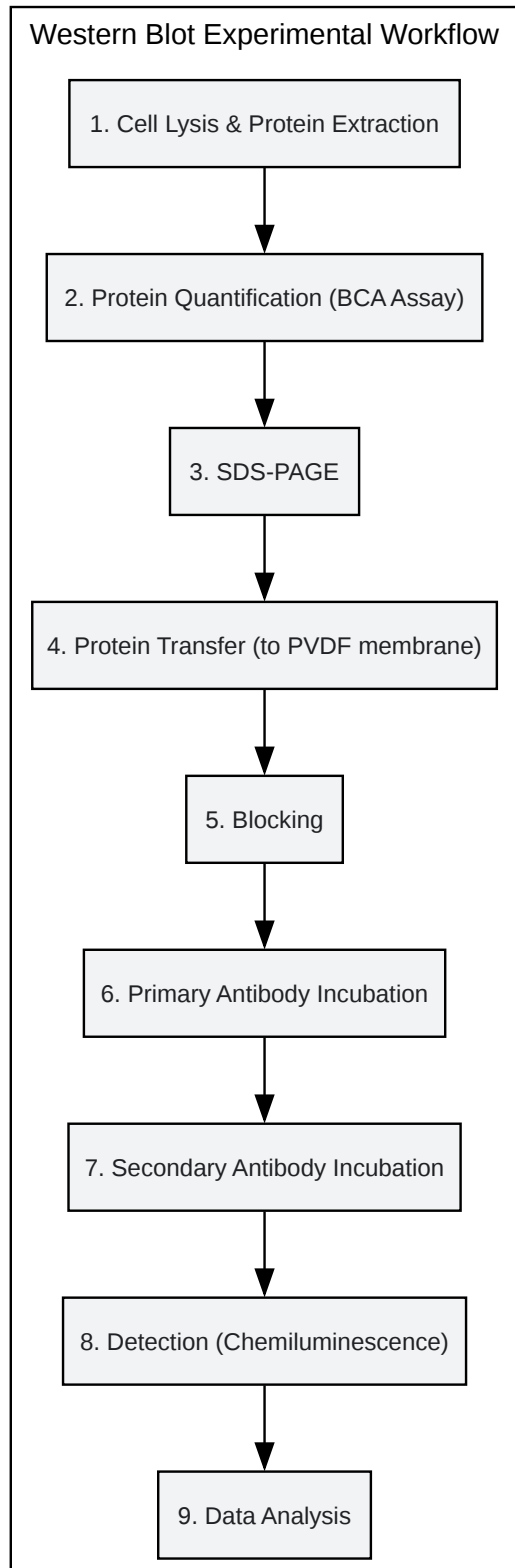 Western Blot Experimental Workflow
1. Cell Lysis & Protein Extraction
2. Protein Quantification (BCA Assay)
3. SDS-PAGE
4. Protein Transfer (to PVDF membrane)
5. Blocking
6. Primary Antibody Incubation
7. Secondary Antibody Incubation
8. Detection (Chemiluminescence)
9. Data Analysis